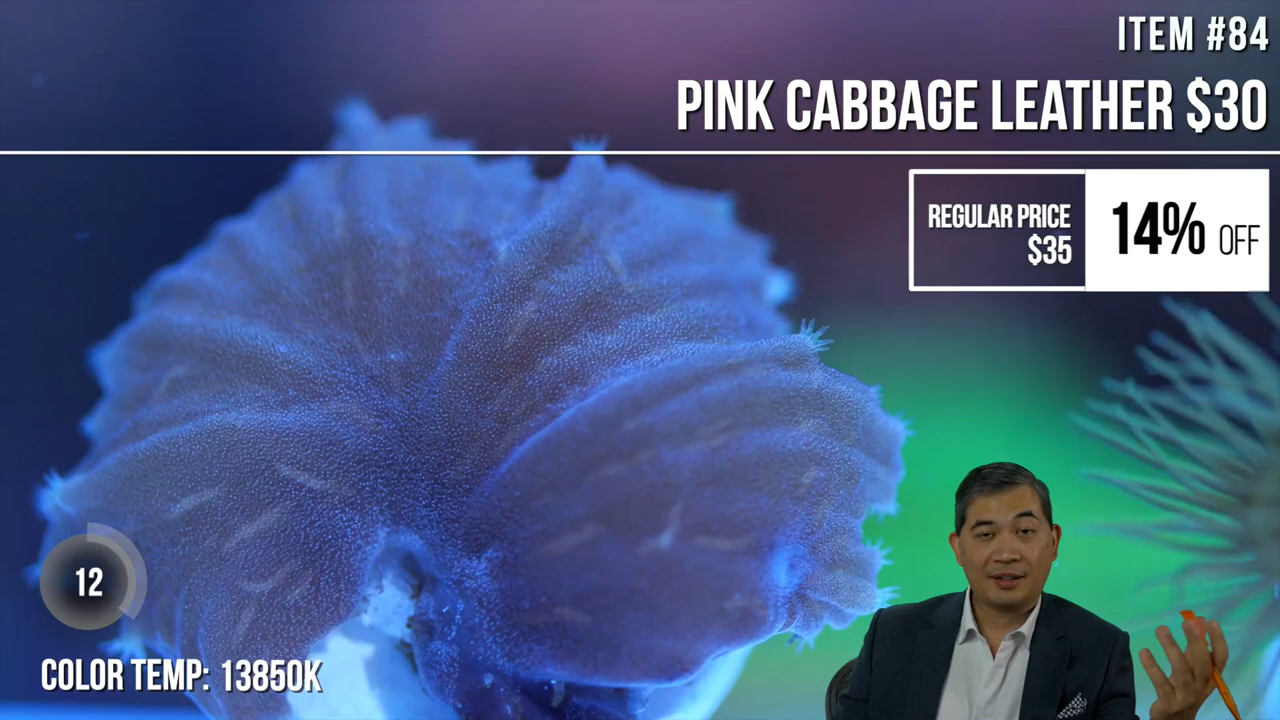 ITEM #84
PINK CABBAGE LEATHER $30
REGULAR PRICE
$35
14% OFF
12
COLOR TEMP: 13850K